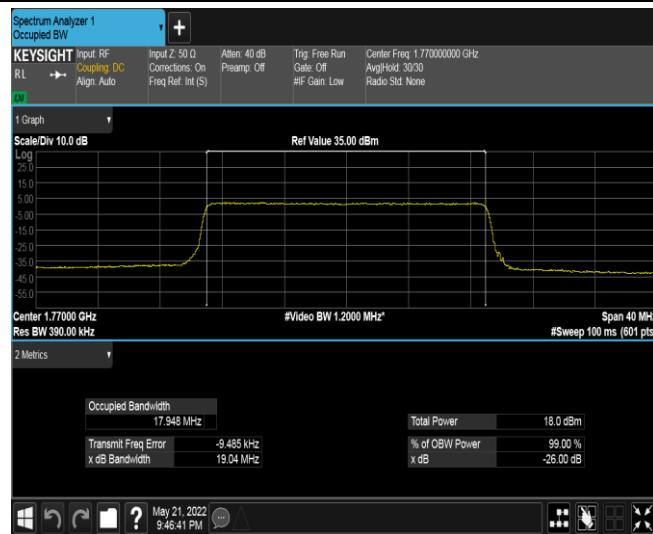 Spectrum Analyzer 1
Occupied BW
+
KEYSIGHT
R L
Input: RF
Coupling: DC
Align: Auto
Input Z: 50 Ω
Corrections: On
Freq Ref: Int (S)
Atten: 40 dB
Preamp: Off
Trig: Free Run
Gate: Off
#IF Gain: Low
Center Freq: 1.770000000 GHz
Avg|Hold: 30/30
Radio Std: None
1 Graph
Scale/Div 10.0 dB
Ref Value 35.00 dBm
Log
25.0
15.0
5.00
-5.00
-15.0
-25.0
-35.0
-45.0
-55.0
Center 1.77000 GHz
#Video BW 1.2000 MHz*
Span 40 MHz
Res BW 390.00 kHz
#Sweep 100 ms (601 pts
2 Metrics
Occupied Bandwidth
17.948 MHz
Total Power 18.0 dBm
Transmit Freq Error -9.485 kHz
% of OBW Power 99.00 %
x dB Bandwidth 19.04 MHz
x dB -26.00 dB
?
May 21, 2022
9:46:41 PM